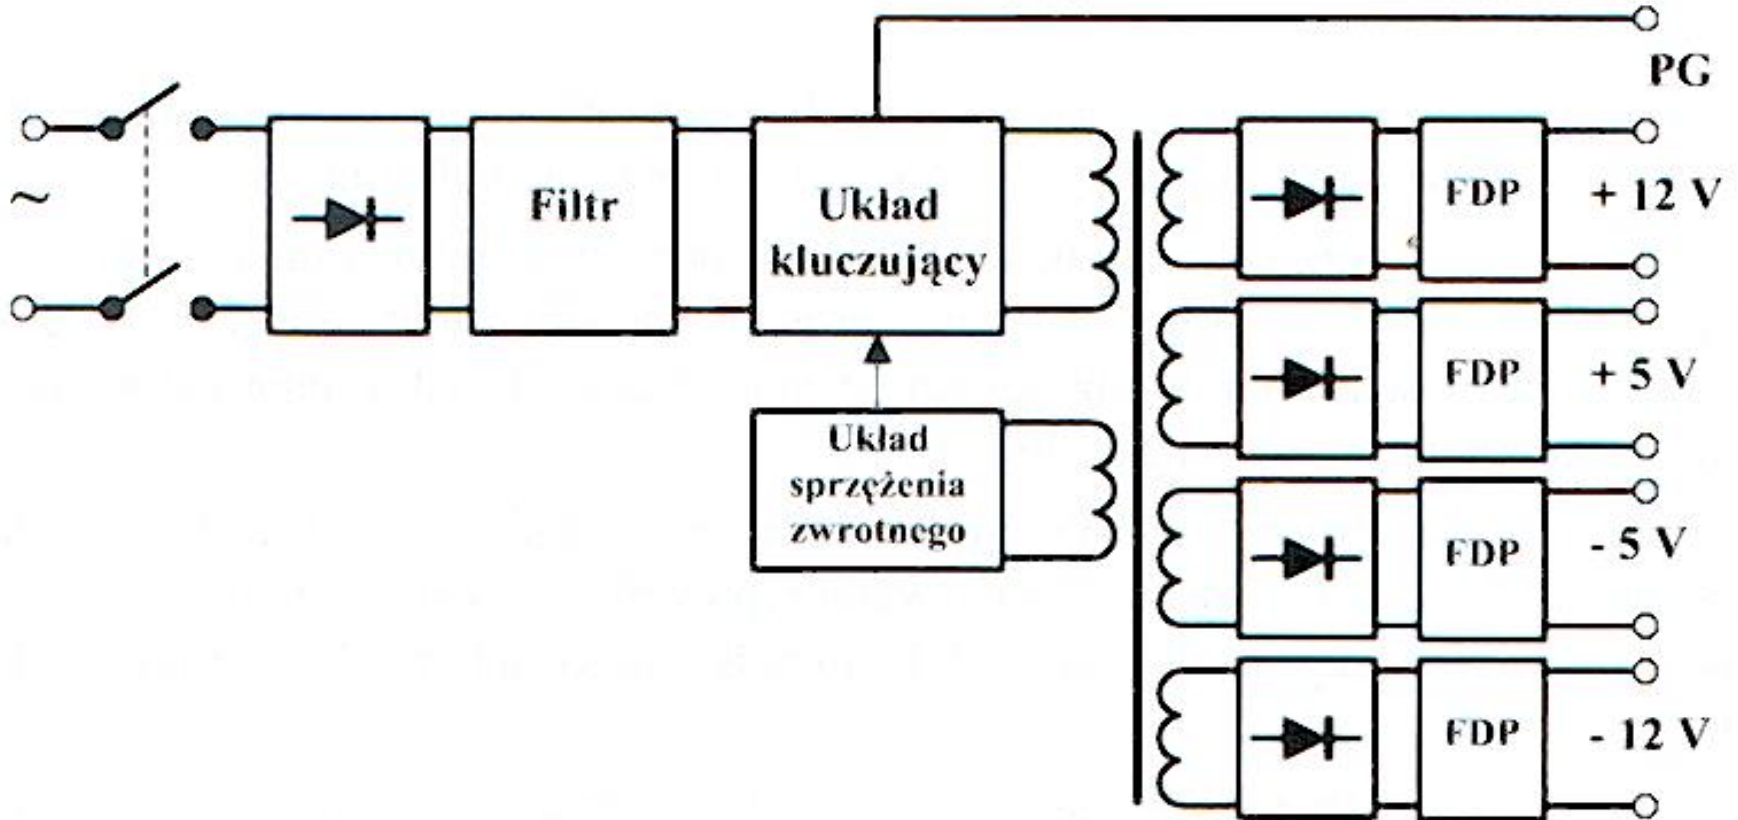 PG
~
Filtr
Układ
kluczujący
FDP
+ 12 V
FDP
+ 5 V
Układ
sprzężenia
zwrotnego
FDP
- 5 V
FDP
- 12 V